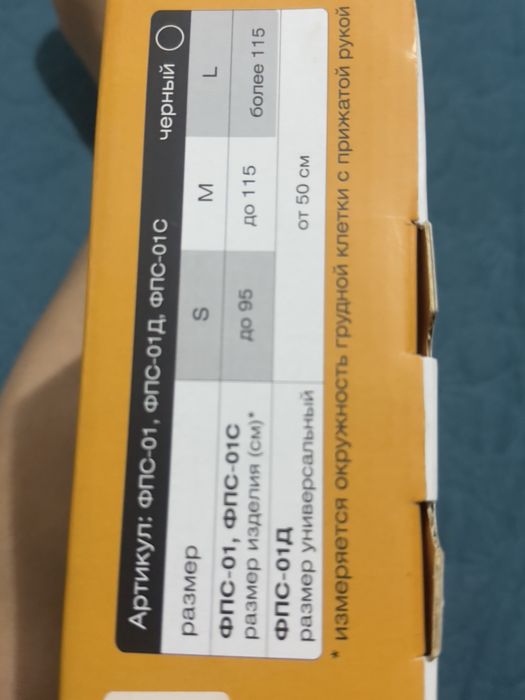 Артикул: ФПС-01, ФПС-01Д, ФПС-01С черный
размер S M L
ФПС-01, ФПС-01С
размер изделия (см)* до 95 до 115 более 115
ФПС-01Д
размер универсальный от 50 см
* измеряется окружность грудной клетки с прижатой рукой